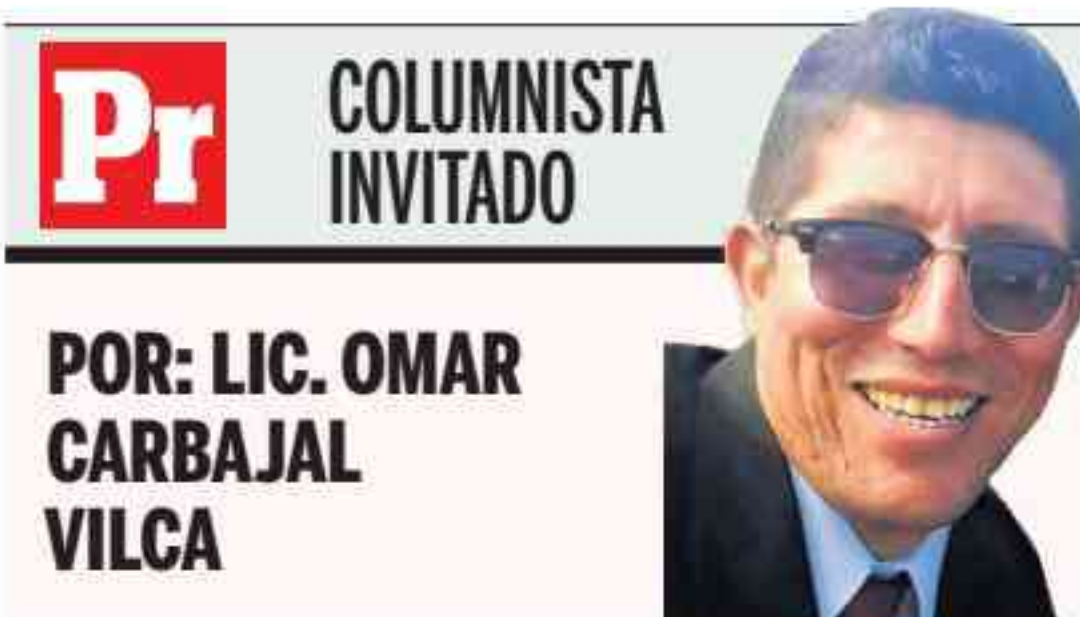 Pr
COLUMNISTA
INVITADO
POR: LIC. OMAR
CARBAJAL
VILCA